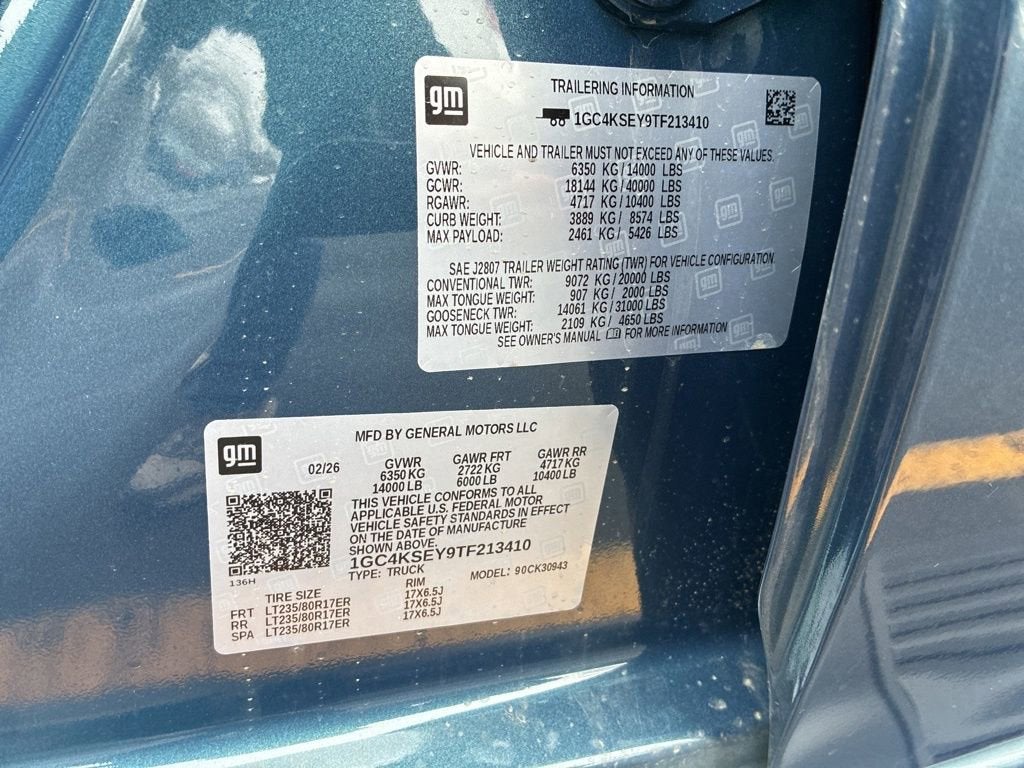 gm
TRAILERING INFORMATION
1GC4KSEY9TF213410
VEHICLE AND TRAILER MUST NOT EXCEED ANY OF THESE VALUES.
GVWR: 6350 KG / 14000 LBS
GCWR: 18144 KG / 40000 LBS
RGAWR: 4717 KG / 10400 LBS
CURB WEIGHT: 3889 KG / 8574 LBS
MAX PAYLOAD: 2461 KG / 5426 LBS
SAE J2807 TRAILER WEIGHT RATING (TWR) FOR VEHICLE CONFIGURATION.
CONVENTIONAL TWR: 9072 KG / 20000 LBS
MAX TONGUE WEIGHT: 907 KG / 2000 LBS
GOOSENECK TWR: 14061 KG / 31000 LBS
MAX TONGUE WEIGHT: 2109 KG / 4650 LBS
SEE OWNER'S MANUAL FOR MORE INFORMATION
gm
MFD BY GENERAL MOTORS LLC
02/26
GVWR GAWR FRT GAWR RR
6350 KG 2722 KG 4717 KG
14000 LB 6000 LB 10400 LB
THIS VEHICLE CONFORMS TO ALL
APPLICABLE U.S. FEDERAL MOTOR
VEHICLE SAFETY STANDARDS IN EFFECT
ON THE DATE OF MANUFACTURE
SHOWN ABOVE.
1GC4KSEY9TF213410
TYPE: TRUCK MODEL: 90CK30943
136H
TIRE SIZE RIM
FRT LT235/80R17ER 17X6.5J
RR LT235/80R17ER 17X6.5J
SPA LT235/80R17ER 17X6.5J